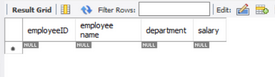 Result Grid Filter Rows: Edit:
employeeID employee name department salary
NULL NULL NULL NULL